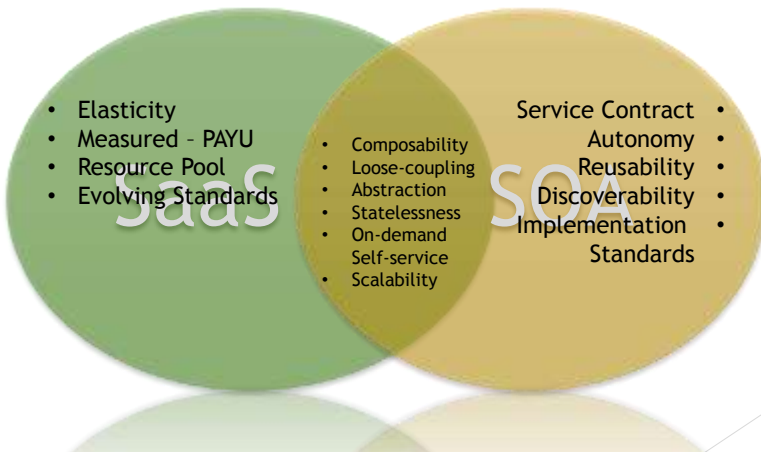 • Elasticity
• Measured – PAYU
• Resource Pool
• Evolving Standards
SaaS
• Composability
• Loose-coupling
• Abstraction
• Statelessness
• On-demand
Self-service
• Scalability
Service Contract •
Autonomy •
Reusability •
Discoverability •
Implementation •
Standards
SOA